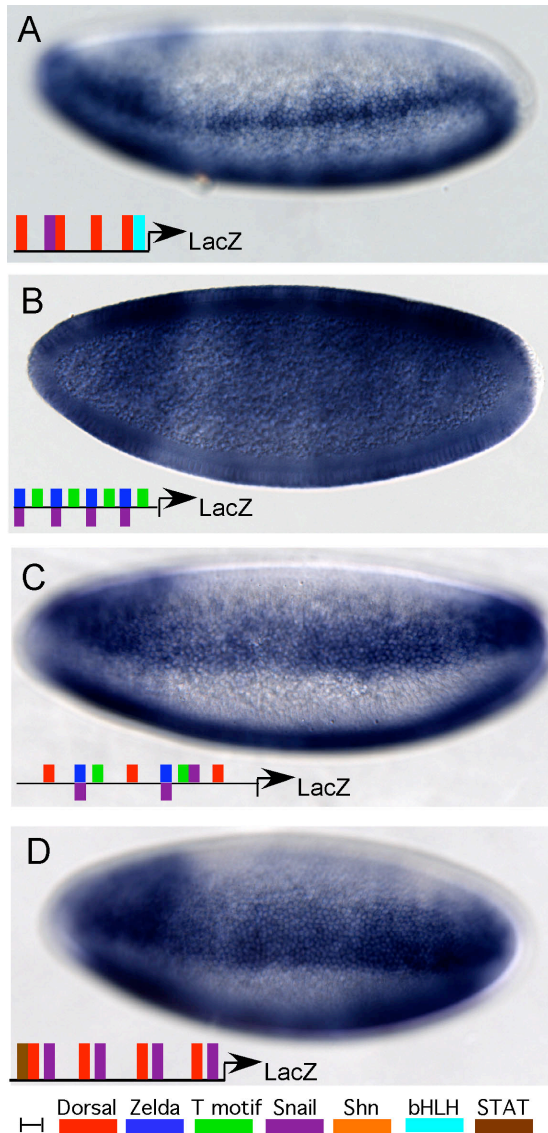 A
LacZ
B
LacZ
C
LacZ
D
LacZ
Dorsal Zelda T motif Snail Shn bHLH STAT